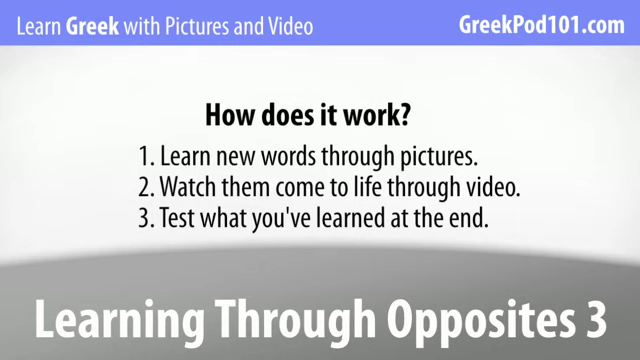 Learn Greek with Pictures and Video
GreekPod101.com
How does it work?
1. Learn new words through pictures.
2. Watch them come to life through video.
3. Test what you've learned at the end.
Learning Through Opposites 3